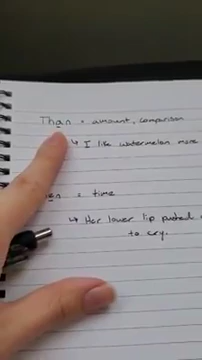 Than = amount, comparison
↳ I like watermelon more
= time
↳ Her lower lip pushed
to cry.